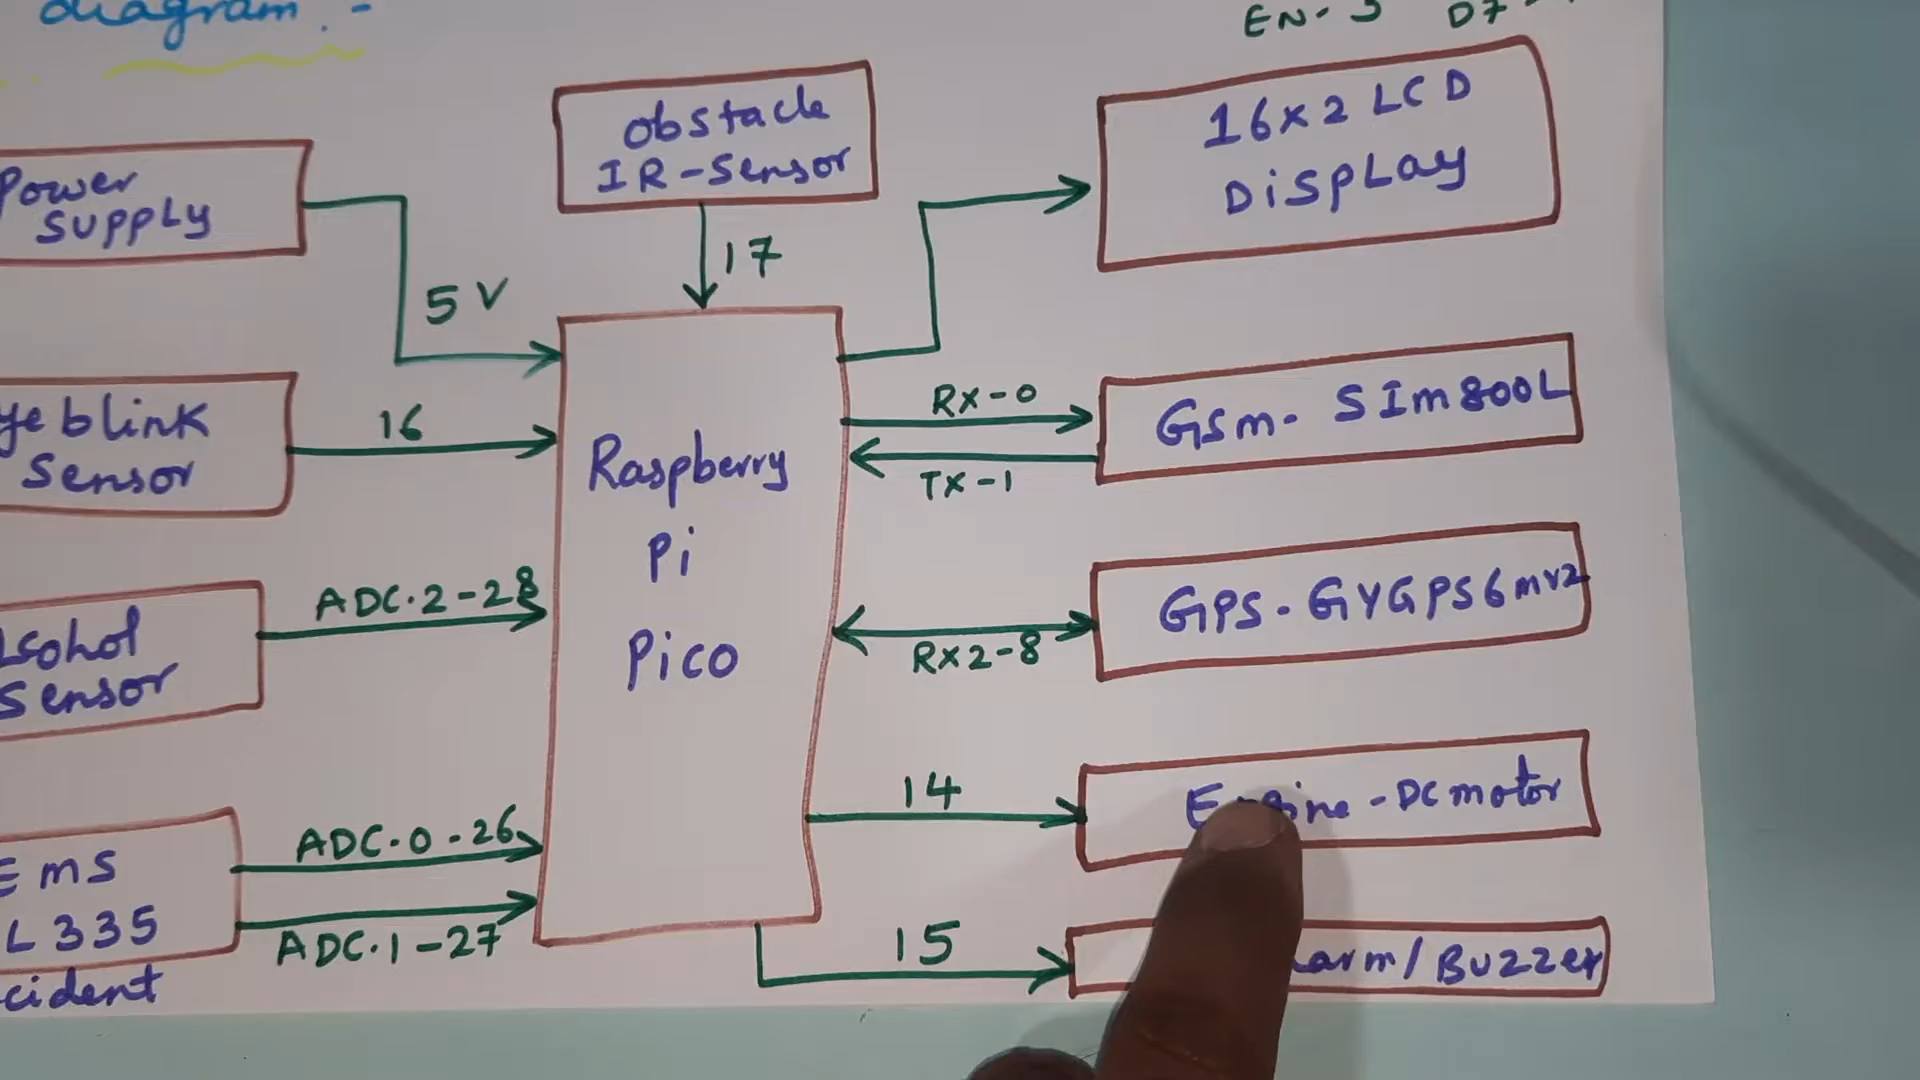 diagram:-
EN-
D7-
Power
Supply
5V
Obstacle
IR-Sensor
17
16x2 LCD
Display
blink
Sensor
16
Raspberry
Pi
Pico
RX-0
TX-1
Gsm- SIm800L
Sensor
ADC.2-28
RX2-8
GPS-GYGPS6mv2
L335
ADC.0-26
ADC.1-27
14
-DC motor
15
/Buzzer